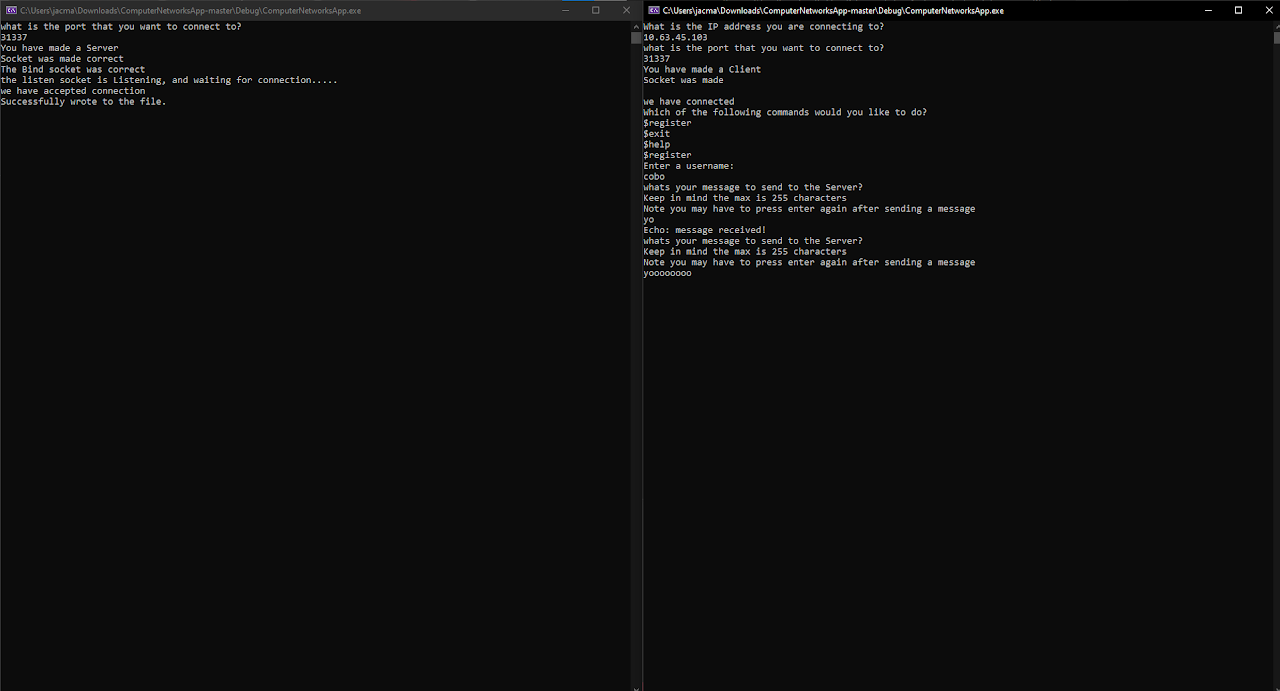 C:\Users\jacma\Downloads\ComputerNetworksApp-master\Debug\ComputerNetworksApp.exe
what is the port that you want to connect to?
31337
You have made a Server
Socket was made correct
The Bind socket was correct
the listen socket is Listening, and waiting for connection.....
we have accepted connection
Successfully wrote to the file.
C:\Users\jacma\Downloads\ComputerNetworksApp-master\Debug\ComputerNetworksApp.exe
What is the IP address you are connecting to?
10.63.45.103
what is the port that you want to connect to?
31337
You have made a Client
Socket was made
we have connected
Which of the following commands would you like to do?
$register
$exit
$help
$register
Enter a username:
cobo
whats your message to send to the Server?
Keep in mind the max is 255 characters
Note you may have to press enter again after sending a message
yo
Echo: message received!
whats your message to send to the Server?
Keep in mind the max is 255 characters
Note you may have to press enter again after sending a message
yoooooooo